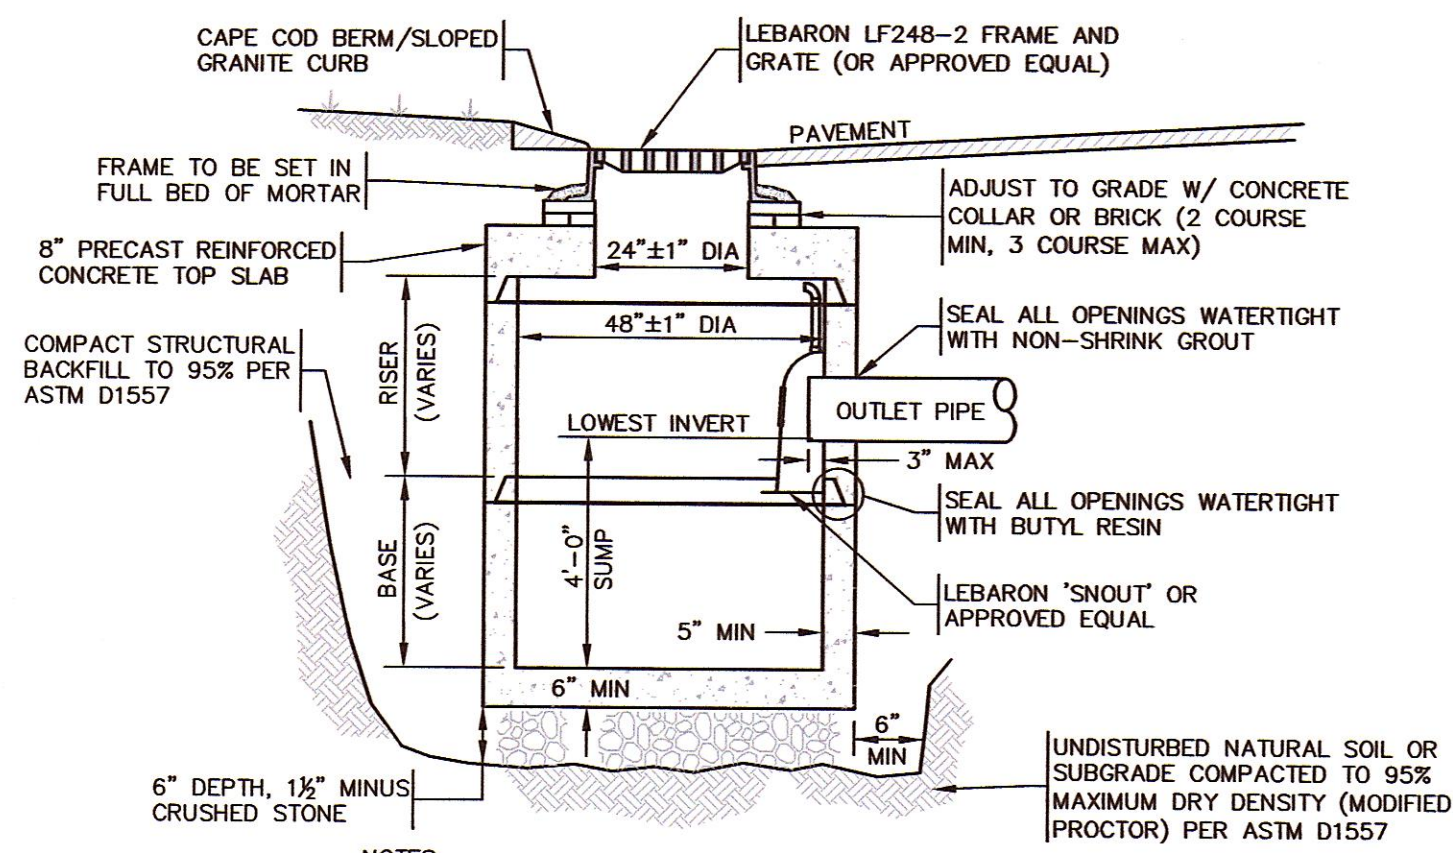 CAPE COD BERM/SLOPED
GRANITE CURB
LEBARON LF248-2 FRAME AND
GRATE (OR APPROVED EQUAL)
PAVEMENT
FRAME TO BE SET IN
FULL BED OF MORTAR
ADJUST TO GRADE W/ CONCRETE
COLLAR OR BRICK (2 COURSE
MIN, 3 COURSE MAX)
8" PRECAST REINFORCED
CONCRETE TOP SLAB
24"±1" DIA
48"±1" DIA
SEAL ALL OPENINGS WATERTIGHT
WITH NON-SHRINK GROUT
COMPACT STRUCTURAL
BACKFILL TO 95% PER
ASTM D1557
RISER
(VARIES)
OUTLET PIPE
LOWEST INVERT
3" MAX
SEAL ALL OPENINGS WATERTIGHT
WITH BUTYL RESIN
BASE
(VARIES)
4'-0"
SUMP
LEBARON 'SNOUT' OR
APPROVED EQUAL
5" MIN
6" MIN
6"
MIN
UNDISTURBED NATURAL SOIL OR
SUBGRADE COMPACTED TO 95%
MAXIMUM DRY DENSITY (MODIFIED
PROCTOR) PER ASTM D1557
6" DEPTH, 1½" MINUS
CRUSHED STONE